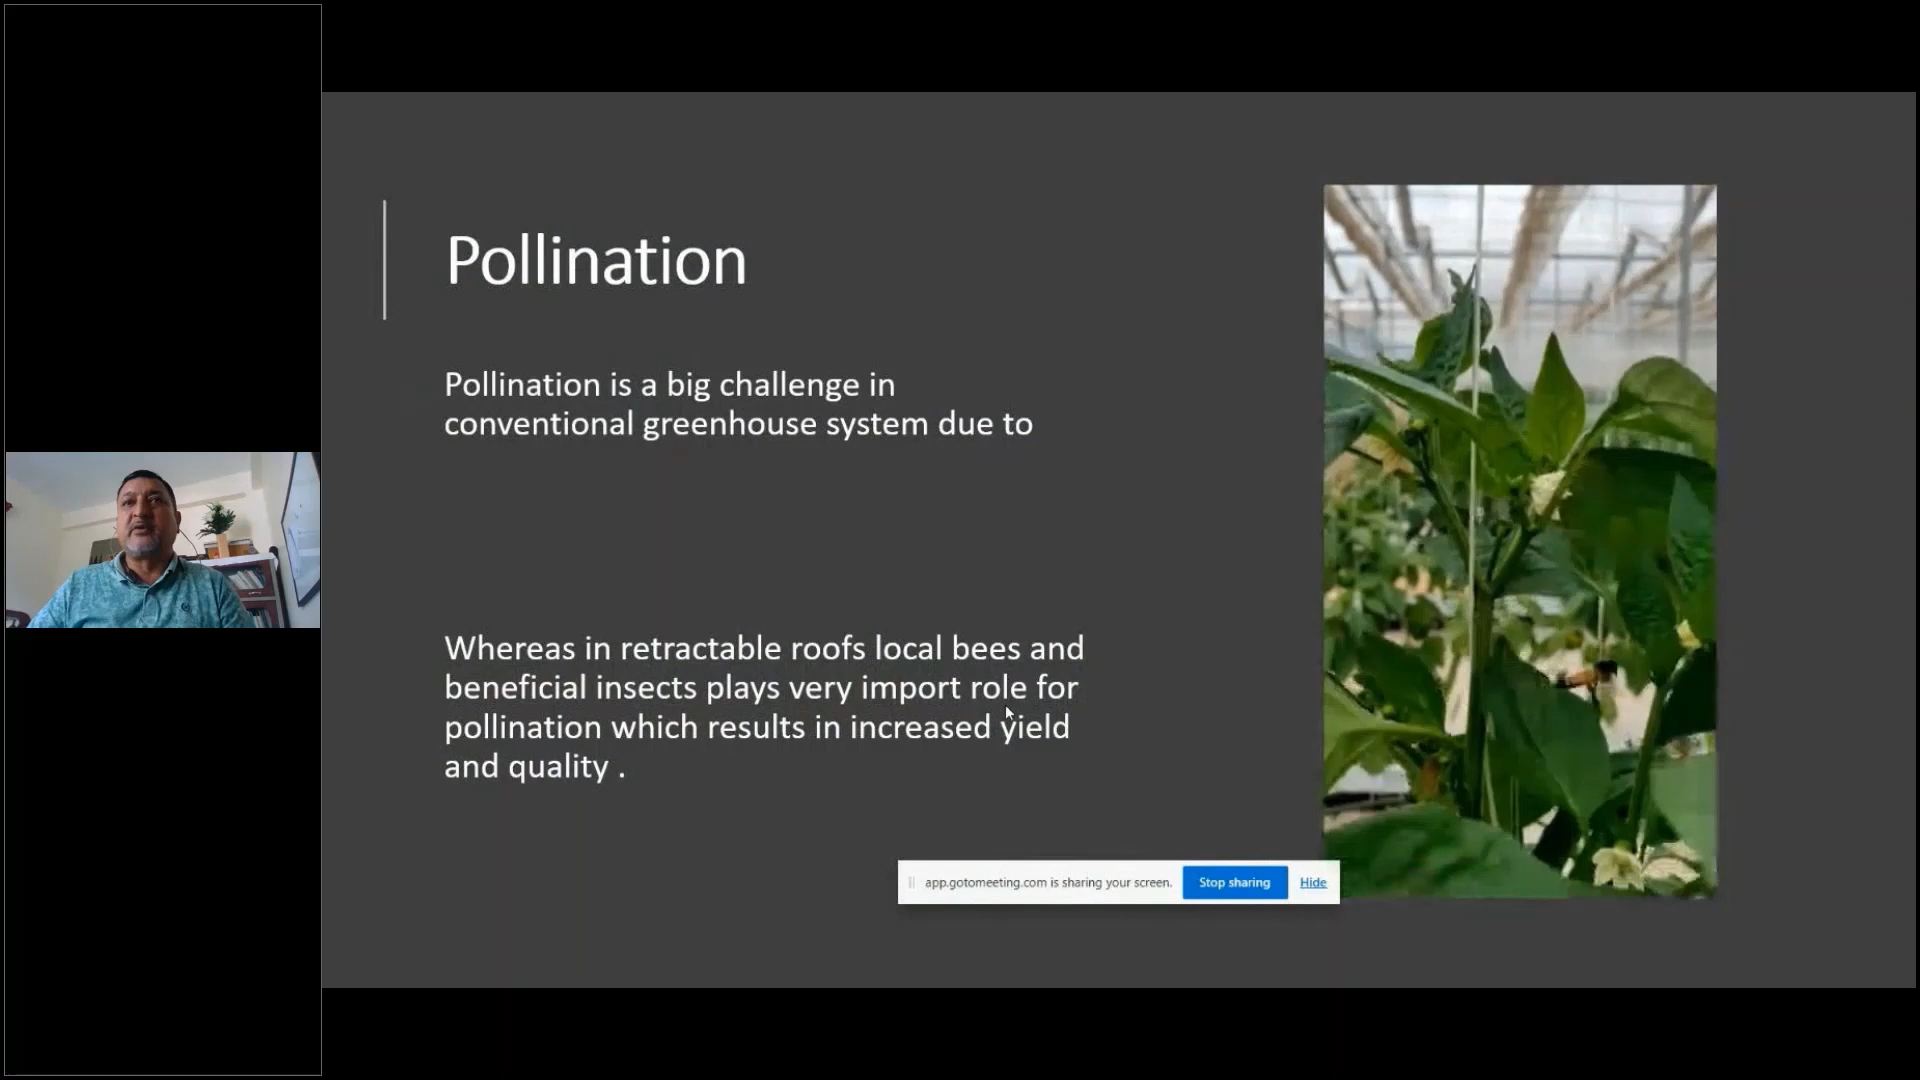 Pollination
Pollination is a big challenge in
conventional greenhouse system due to
Whereas in retractable roofs local bees and
beneficial insects plays very import role for
pollination which results in increased yield
and quality .
app.gotomeeting.com is sharing your screen. Stop sharing Hide